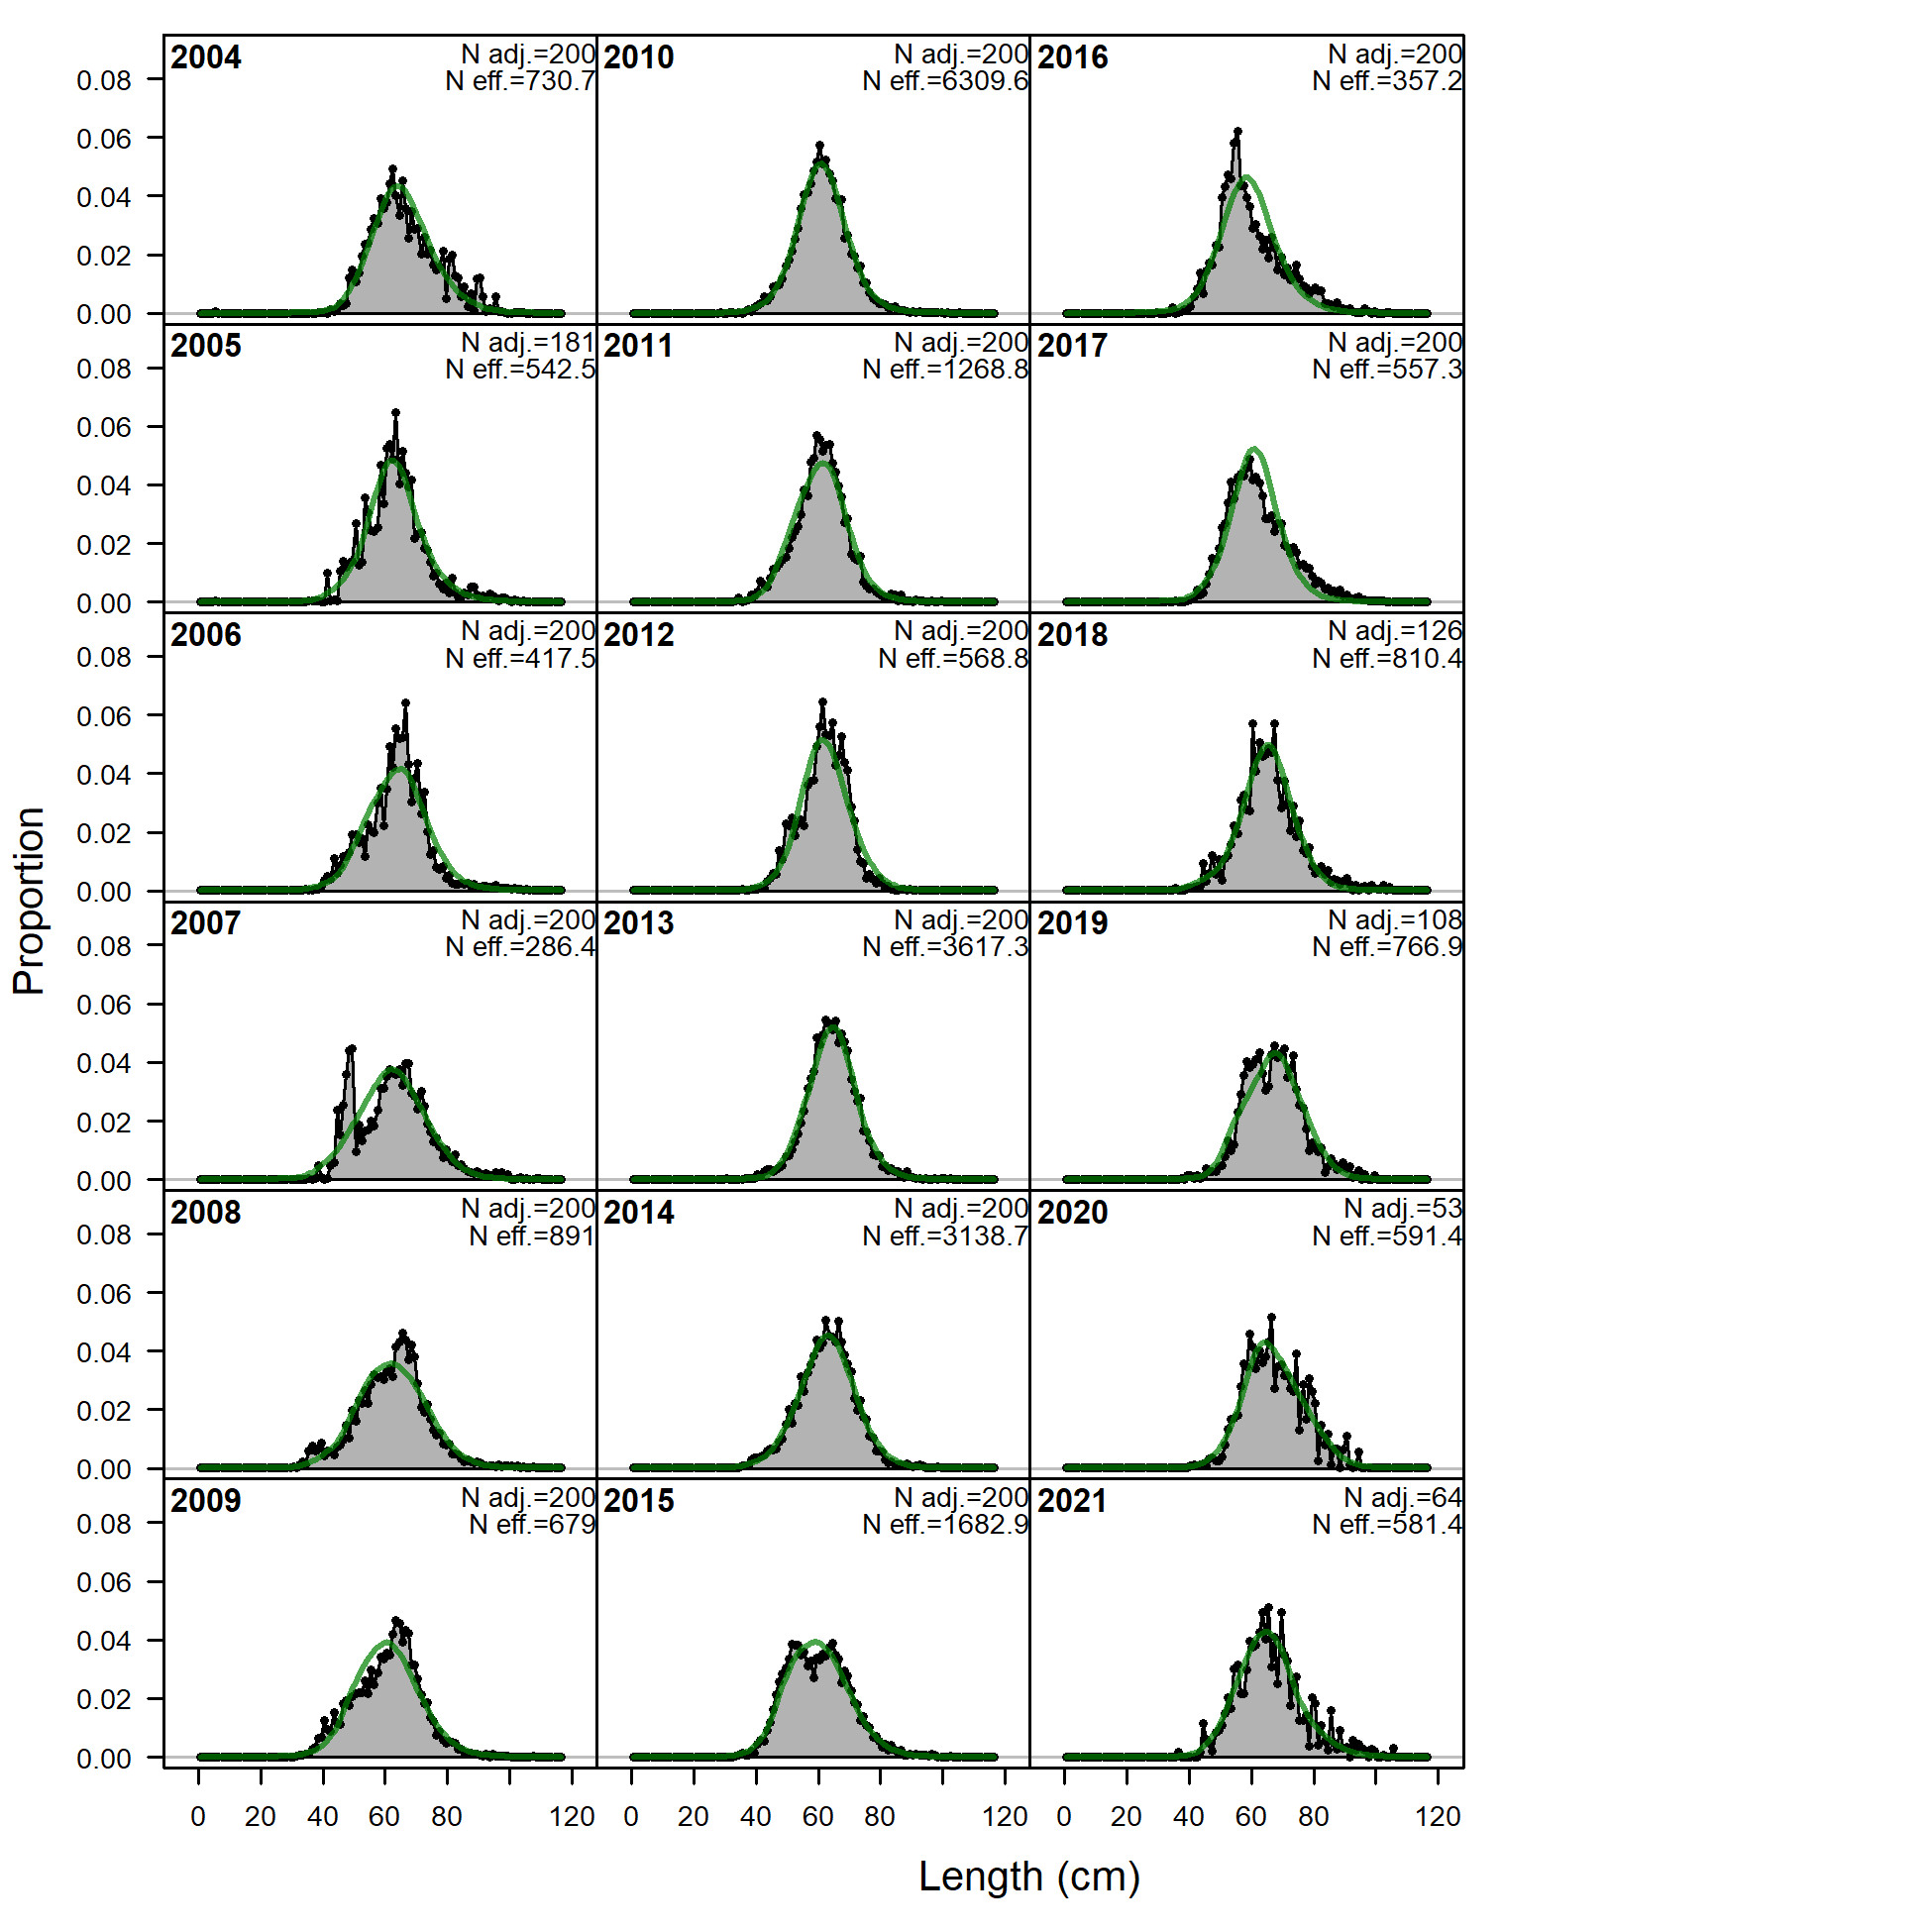 Proportion
0.08
0.06
0.04
0.02
0.00
2004
N adj.=200
N eff.=730.7
2010
N adj.=200
N eff.=6309.6
2016
N adj.=200
N eff.=357.2
0.08
0.06
0.04
0.02
0.00
2005
N adj.=181
N eff.=542.5
2011
N adj.=200
N eff.=1268.8
2017
N adj.=200
N eff.=557.3
0.08
0.06
0.04
0.02
0.00
2006
N adj.=200
N eff.=417.5
2012
N adj.=200
N eff.=568.8
2018
N adj.=126
N eff.=810.4
0.08
0.06
0.04
0.02
0.00
2007
N adj.=200
N eff.=286.4
2013
N adj.=200
N eff.=3617.3
2019
N adj.=108
N eff.=766.9
0.08
0.06
0.04
0.02
0.00
2008
N adj.=200
N eff.=891
2014
N adj.=200
N eff.=3138.7
2020
N adj.=53
N eff.=591.4
0.08
0.06
0.04
0.02
0.00
2009
N adj.=200
N eff.=679
2015
N adj.=200
N eff.=1682.9
2021
N adj.=64
N eff.=581.4
0 20 40 60 80 120
0 20 40 60 80 120
0 20 40 60 80 120
Length (cm)